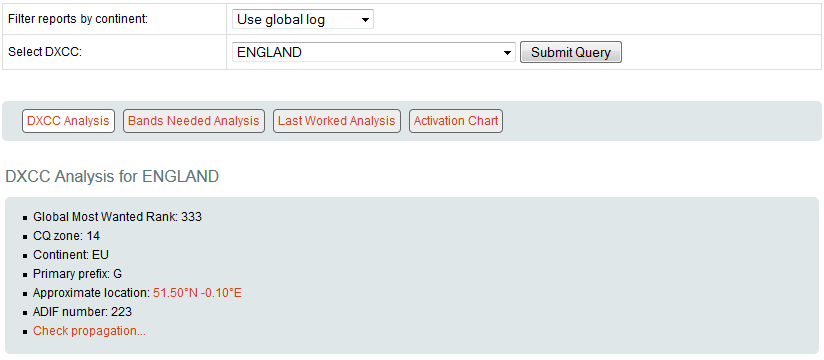 Filter reports by continent: Use global log
Select DXCC: ENGLAND Submit Query
DXCC Analysis Bands Needed Analysis Last Worked Analysis Activation Chart
DXCC Analysis for ENGLAND
Global Most Wanted Rank: 333
CQ zone: 14
Continent: EU
Primary prefix: G
Approximate location: 51.50°N -0.10°E
ADIF number: 223
Check propagation...